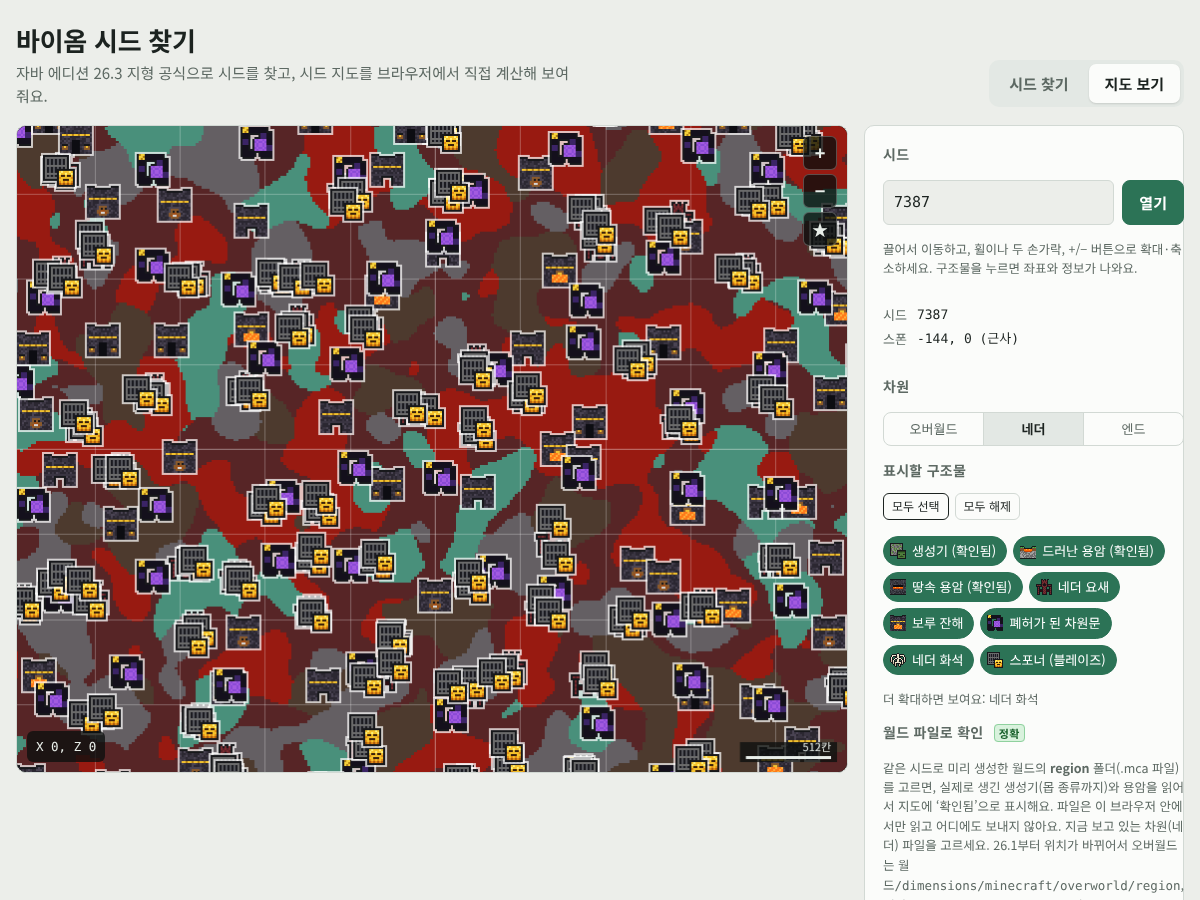 바이옴 시드 찾기
자바 에디션 26.3 지형 공식으로 시드를 찾고, 시드 지도를 브라우저에서 직접 계산해 보여
줘요.
시드 찾기
지도 보기
+
−
★
X 0, Z 0
512칸
시드
7387
열기
끌어서 이동하고, 휠이나 두 손가락, +/− 버튼으로 확대·축
소하세요. 구조물을 누르면 좌표와 정보가 나와요.
시드 7387
스폰 -144, 0 (근사)
차원
오버월드
네더
엔드
표시할 구조물
모두 선택
모두 해제
생성기 (확인됨)
드러난 용암 (확인됨)
땅속 용암 (확인됨)
네더 요새
보루 잔해
폐허가 된 차원문
네더 화석
스포너 (블레이즈)
더 확대하면 보여요: 네더 화석
월드 파일로 확인 정확
같은 시드로 미리 생성한 월드의 region 폴더(.mca 파일)
를 고르면, 실제로 생긴 생성기(몹 종류까지)와 용암을 읽어
서 지도에 ‘확인됨’으로 표시해요. 파일은 이 브라우저 안에
서만 읽고 어디에도 보내지 않아요. 지금 보고 있는 차원(네
더) 파일을 고르세요. 26.1부터 위치가 바뀌어서 오버월드
는 월
드/dimensions/minecraft/overworld/region,